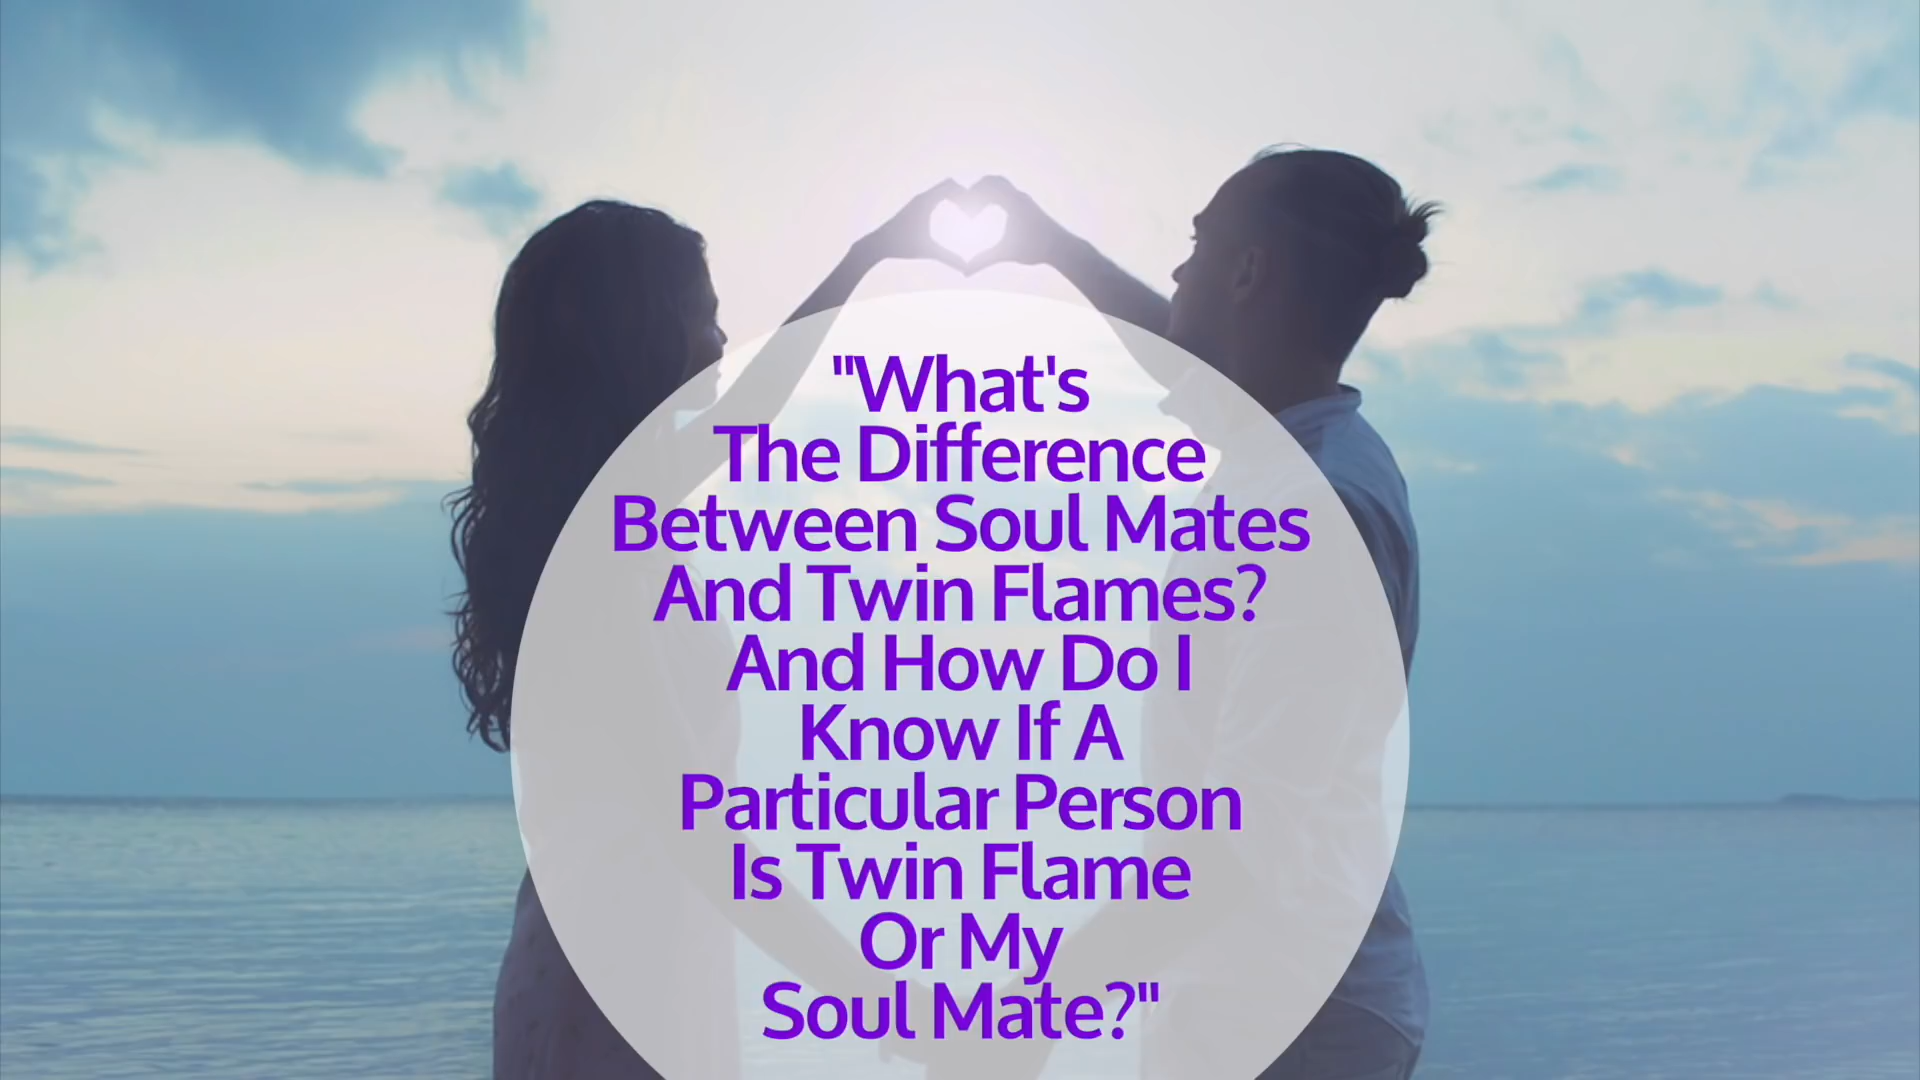 "What's
The Difference
Between Soul Mates
And Twin Flames?
And How Do I
Know If A
Particular Person
Is Twin Flame
Or My
Soul Mate?"